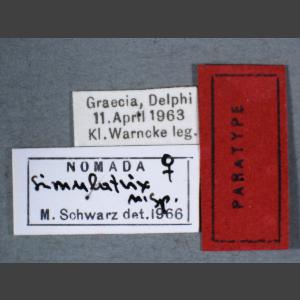 Graecia, Delphi
11. April 1963
Kl. Warncke leg.
NOMADA ♀
simulatrix
n. sp.
M. Schwarz det. 1966
PARATYPE